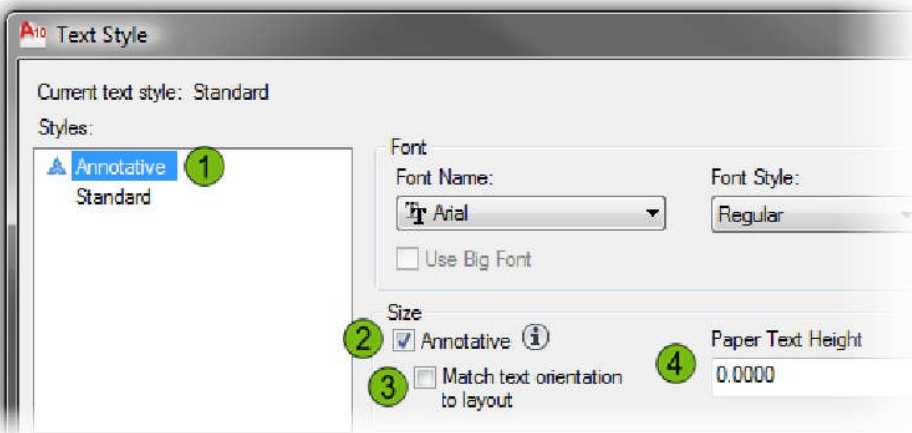 A10 Text Style
Current text style: Standard
Styles:
Annotative 1
Standard
Font
Font Name:
Font Style:
Tr Arial
Regular
Use Big Font
Size
2 Annotative i
3 Match text orientation
to layout
Paper Text Height
4 0.0000